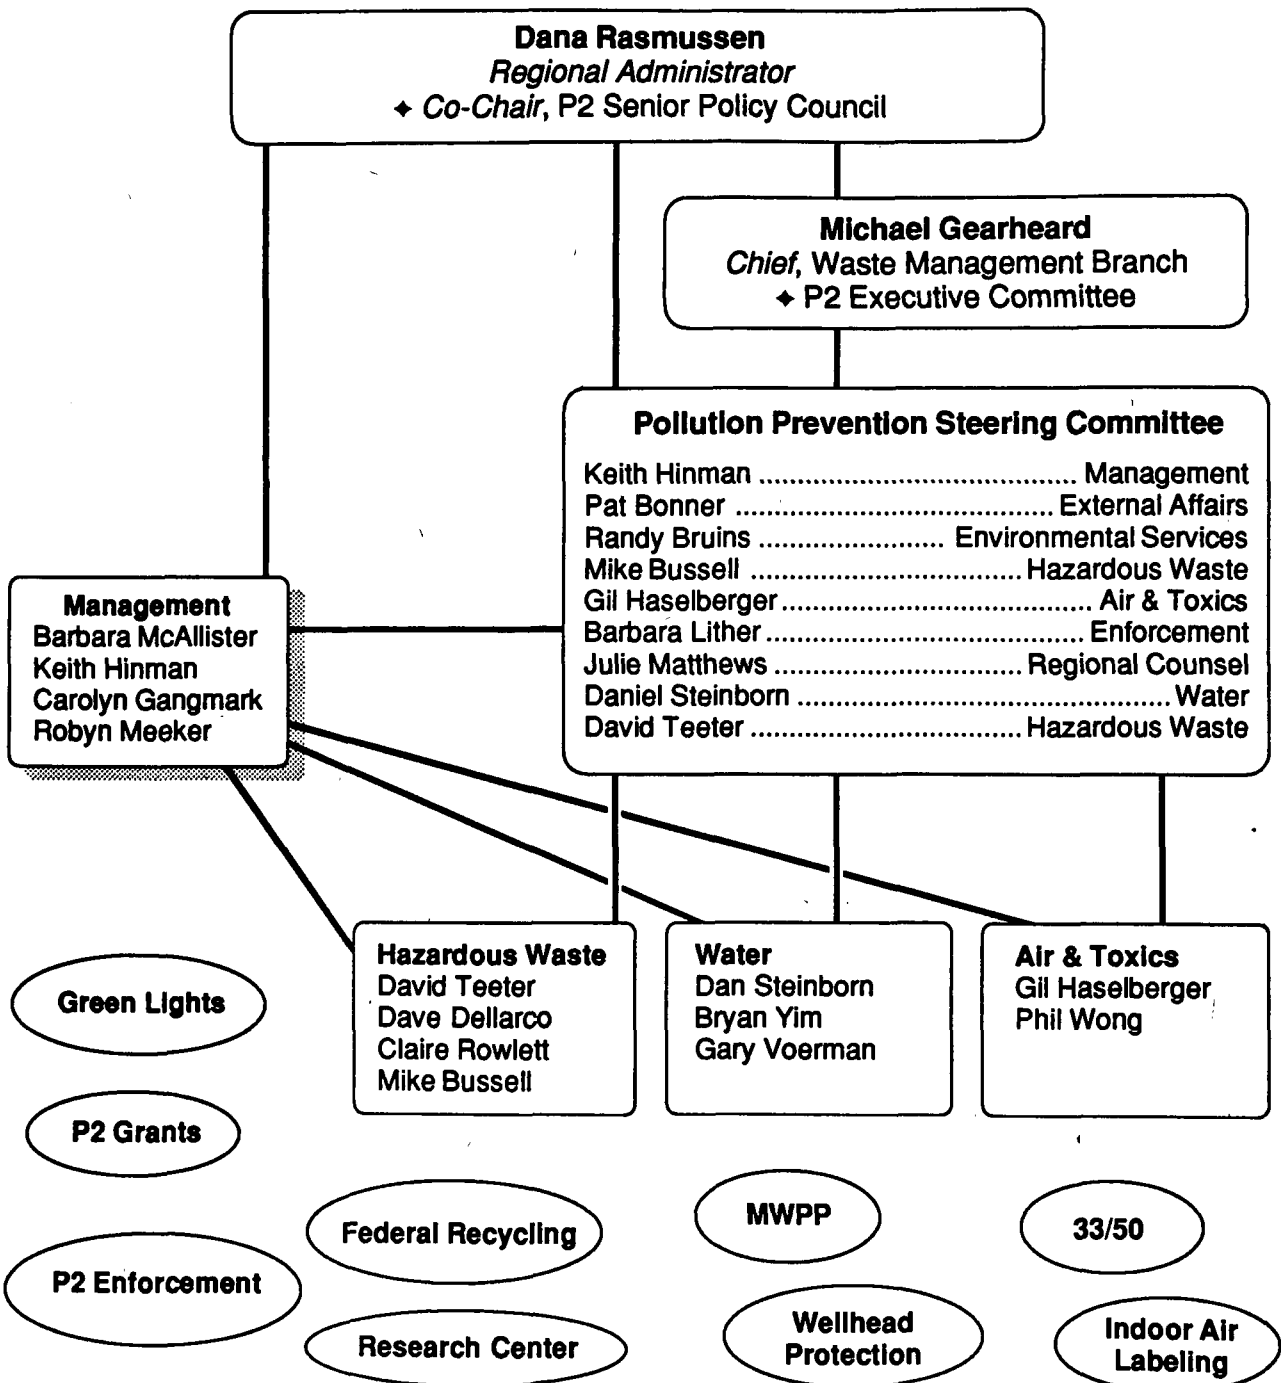 Dana Rasmussen
Regional Administrator
✦ Co-Chair, P2 Senior Policy Council
Michael Gearheard
Chief, Waste Management Branch
✦ P2 Executive Committee
Pollution Prevention Steering Committee
Keith Hinman .................................... Management
Pat Bonner ....................................... External Affairs
Randy Bruins ........................ Environmental Services
Mike Bussell ................................... Hazardous Waste
Gil Haselberger........................................ Air & Toxics
Barbara Lither......................................... Enforcement
Julie Matthews ................................ Regional Counsel
Daniel Steinborn ................................................ Water
David Teeter ................................... Hazardous Waste
Management
Barbara McAllister
Keith Hinman
Carolyn Gangmark
Robyn Meeker
Hazardous Waste
David Teeter
Dave Dellarco
Claire Rowlett
Mike Bussell
Water
Dan Steinborn
Bryan Yim
Gary Voerman
Air & Toxics
Gil Haselberger
Phil Wong
Green Lights
P2 Grants
P2 Enforcement
Federal Recycling
Research Center
MWPP
Wellhead
Protection
33/50
Indoor Air
Labeling